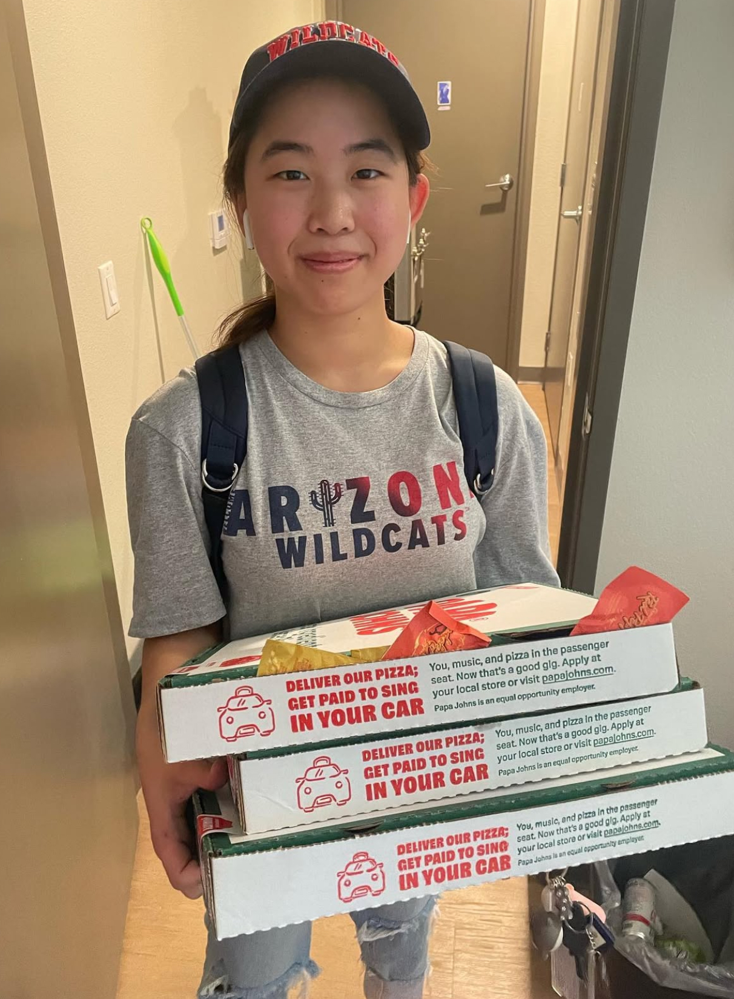 WILDCATS
ARIZON
WILDCATS
PAPA
JOHNS
DELIVER OUR PIZZA;
GET PAID TO SING
IN YOUR CAR
You, music, and pizza in the passenger
seat. Now that's a good gig. Apply at
your local store or visit papajohns.com.
Papa Johns is an equal opportunity employer.
DELIVER OUR PIZZA;
GET PAID TO SING
IN YOUR CAR
You, music, and pizza in the passenger
seat. Now that's a good gig. Apply at
your local store or visit papajohns.com.
Papa Johns is an equal opportunity employer.
DELIVER OUR PIZZA;
GET PAID TO SING
IN YOUR CAR
You, music, and pizza in the passenger
seat. Now that's a good gig. Apply at
your local store or visit papajohns.com.
Papa Johns is an equal opportunity employer.